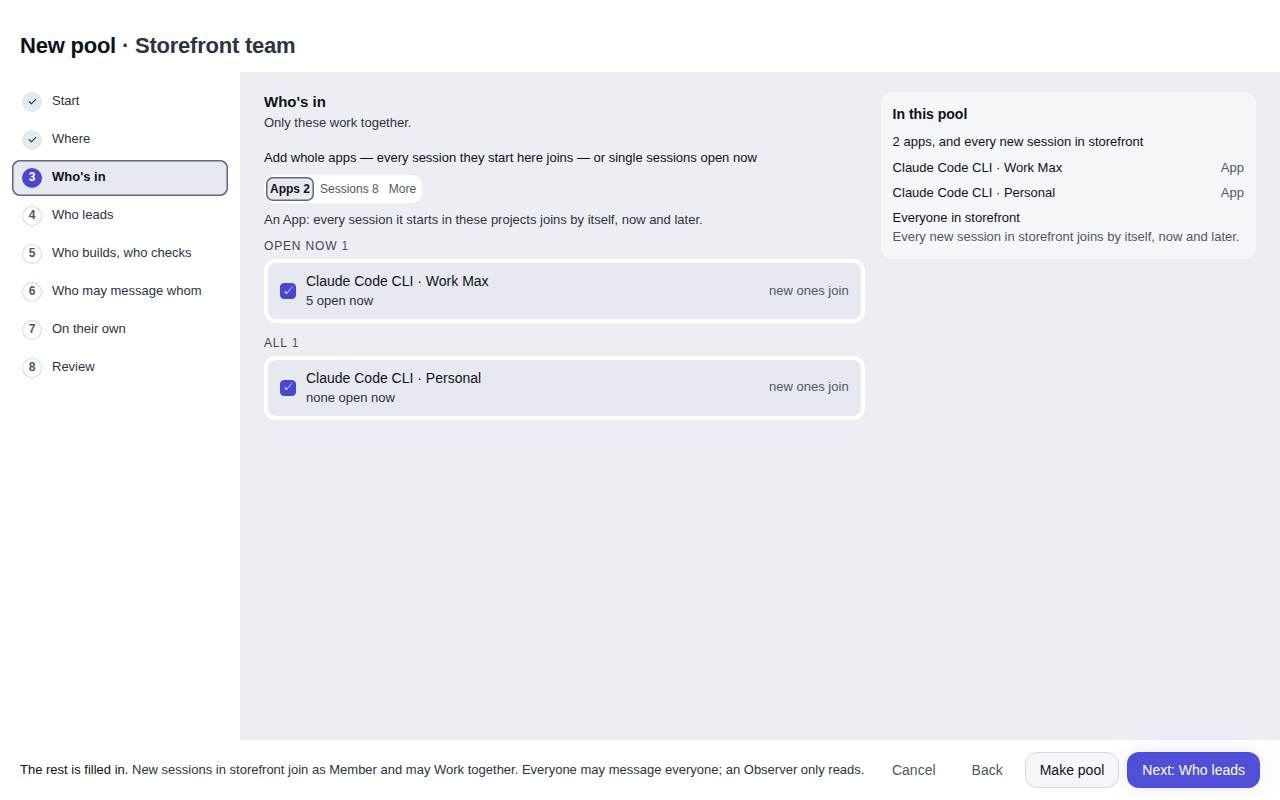 New pool · Storefront team
Start
Where
3 Who's in
4 Who leads
5 Who builds, who checks
6 Who may message whom
7 On their own
8 Review
Who's in
Only these work together.
Add whole apps — every session they start here joins — or single sessions open now
Apps 2 Sessions 8 More
An App: every session it starts in these projects joins by itself, now and later.
OPEN NOW 1
Claude Code CLI · Work Max
5 open now
new ones join
ALL 1
Claude Code CLI · Personal
none open now
new ones join
In this pool
2 apps, and every new session in storefront
Claude Code CLI · Work Max App
Claude Code CLI · Personal App
Everyone in storefront
Every new session in storefront joins by itself, now and later.
The rest is filled in. New sessions in storefront join as Member and may Work together. Everyone may message everyone; an Observer only reads.
Cancel Back Make pool Next: Who leads